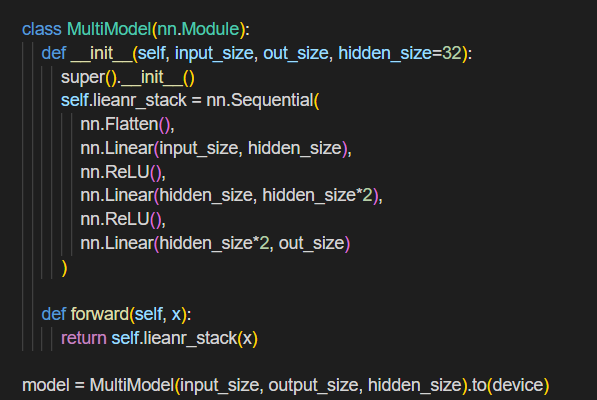 class MultiModel(nn.Module):
def __init__(self, input_size, out_size, hidden_size=32):
super().__init__()
self.lieanr_stack = nn.Sequential(
nn.Flatten(),
nn.Linear(input_size, hidden_size),
nn.ReLU(),
nn.Linear(hidden_size, hidden_size*2),
nn.ReLU(),
nn.Linear(hidden_size*2, out_size)
)
def forward(self, x):
return self.lieanr_stack(x)
model = MultiModel(input_size, output_size, hidden_size).to(device)